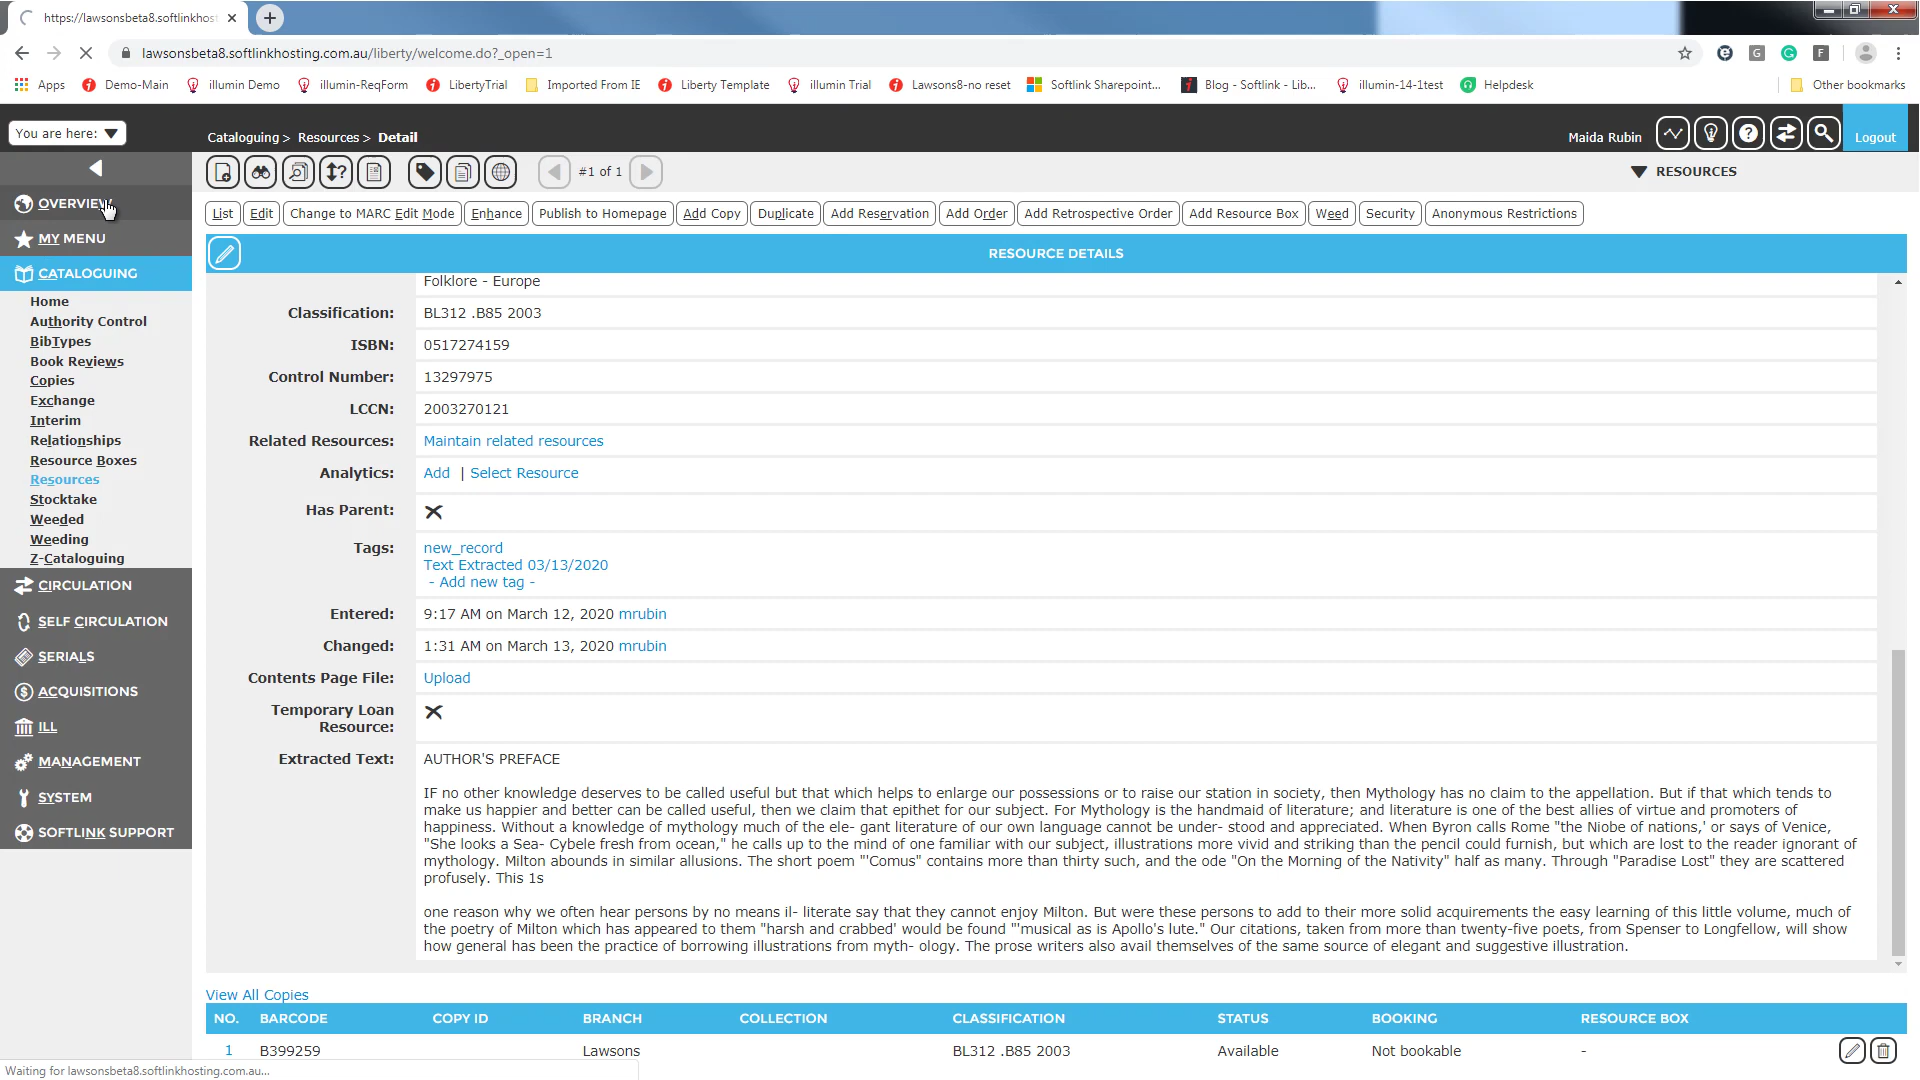 https://lawsonsbeta8.softlinkhost
lawsonsbeta8.softlinkhosting.com.au/liberty/welcome.do?_open=1
Apps Demo-Main illumin Demo illumin-ReqForm LibertyTrial Imported From IE Liberty Template illumin Trial Lawsons8-no reset Softlink Sharepoint... Blog - Softlink - Lib... illumin-14-1test Helpdesk Other bookmarks
You are here:
Cataloguing > Resources > Detail
Maida Rubin
Logout
#1 of 1
RESOURCES
List Edit Change to MARC Edit Mode Enhance Publish to Homepage Add Copy Duplicate Add Reservation Add Order Add Retrospective Order Add Resource Box Weed Security Anonymous Restrictions
OVERVIEW
MY MENU
CATALOGUING
Home
Authority Control
BibTypes
Book Reviews
Copies
Exchange
Interim
Relationships
Resource Boxes
Resources
Stocktake
Weeded
Weeding
Z-Cataloguing
CIRCULATION
SELF CIRCULATION
SERIALS
ACQUISITIONS
ILL
MANAGEMENT
SYSTEM
SOFTLINK SUPPORT
RESOURCE DETAILS
Folklore - Europe
Classification: BL312 .B85 2003
ISBN: 0517274159
Control Number: 13297975
LCCN: 2003270121
Related Resources: Maintain related resources
Analytics: Add | Select Resource
Has Parent:
Tags: new_record
Text Extracted 03/13/2020
- Add new tag -
Entered: 9:17 AM on March 12, 2020 mrubin
Changed: 1:31 AM on March 13, 2020 mrubin
Contents Page File: Upload
Temporary Loan
Resource:
Extracted Text: AUTHOR'S PREFACE
IF no other knowledge deserves to be called useful but that which helps to enlarge our possessions or to raise our station in society, then Mythology has no claim to the appellation. But if that which tends to
make us happier and better can be called useful, then we claim that epithet for our subject. For Mythology is the handmaid of literature; and literature is one of the best allies of virtue and promoters of
happiness. Without a knowledge of mythology much of the ele- gant literature of our own language cannot be under- stood and appreciated. When Byron calls Rome "the Niobe of nations,' or says of Venice,
"She looks a Sea- Cybele fresh from ocean," he calls up to the mind of one familiar with our subject, illustrations more vivid and striking than the pencil could furnish, but which are lost to the reader ignorant of
mythology. Milton abounds in similar allusions. The short poem "'Comus" contains more than thirty such, and the ode "On the Morning of the Nativity" half as many. Through "Paradise Lost" they are scattered
profusely. This 1s
one reason why we often hear persons by no means il- literate say that they cannot enjoy Milton. But were these persons to add to their more solid acquirements the easy learning of this little volume, much of
the poetry of Milton which has appeared to them "harsh and crabbed' would be found "'musical as is Apollo's lute." Our citations, taken from more than twenty-five poets, from Spenser to Longfellow, will show
how general has been the practice of borrowing illustrations from myth- ology. The prose writers also avail themselves of the same source of elegant and suggestive illustration.
View All Copies
NO. BARCODE COPY ID BRANCH COLLECTION CLASSIFICATION STATUS BOOKING RESOURCE BOX
1 B399259 Lawsons BL312 .B85 2003 Available Not bookable -
Waiting for lawsonsbeta8.softlinkhosting.com.au...